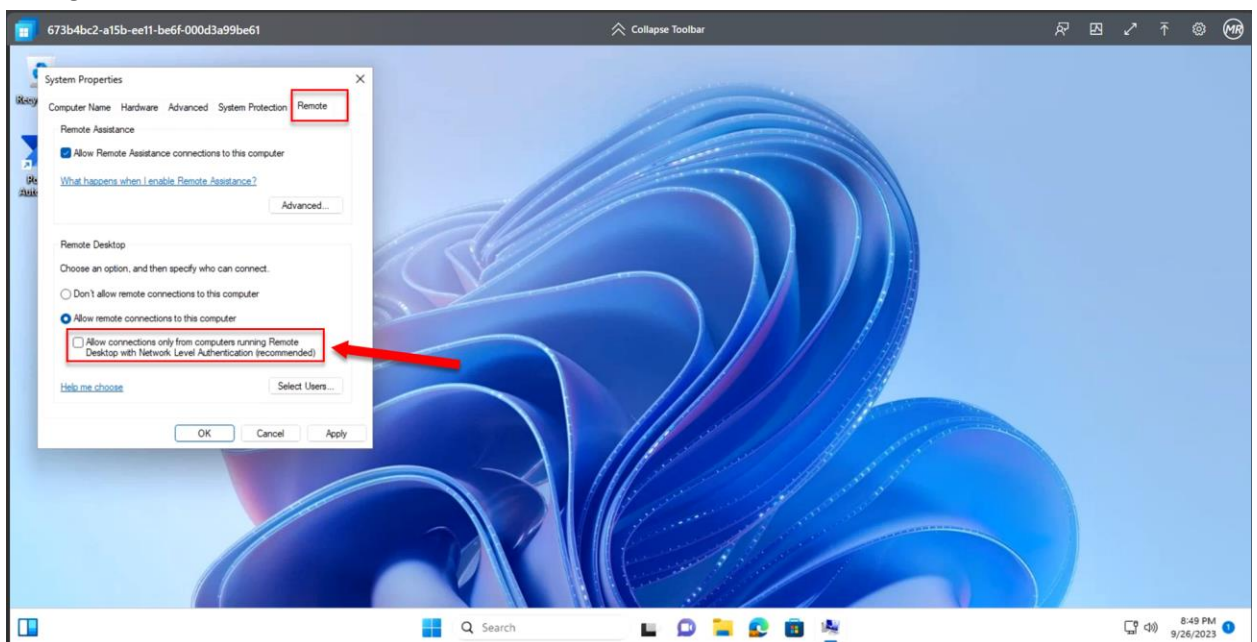 673b4bc2-a15b-ee11-be6f-000d3a99be61
Collapse Toolbar
MR
System Properties
Computer Name Hardware Advanced System Protection Remote
Remote Assistance
Allow Remote Assistance connections to this computer
What happens when I enable Remote Assistance?
Advanced...
Remote Desktop
Choose an option, and then specify who can connect.
Don't allow remote connections to this computer
Allow remote connections to this computer
Allow connections only from computers running Remote
Desktop with Network Level Authentication (recommended)
Help me choose
Select Users...
OK Cancel Apply
Search
8:49 PM
9/26/2023
1